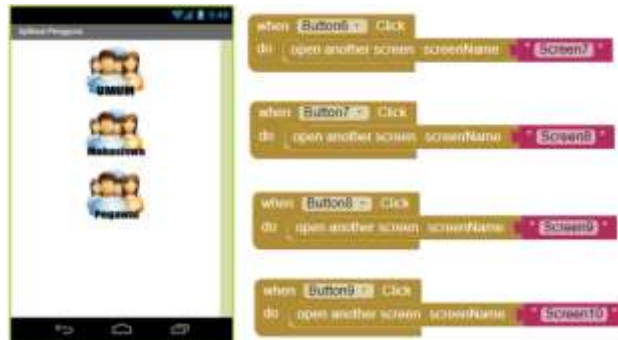 5:48
Aplikasi Pengguna
UMUM
Mahasiswa
Pegawai
when Button6 Click
do open another screen screenName "Screen7"
when Button7 Click
do open another screen screenName "Screen8"
when Button8 Click
do open another screen screenName "Screen9"
when Button9 Click
do open another screen screenName "Screen10"